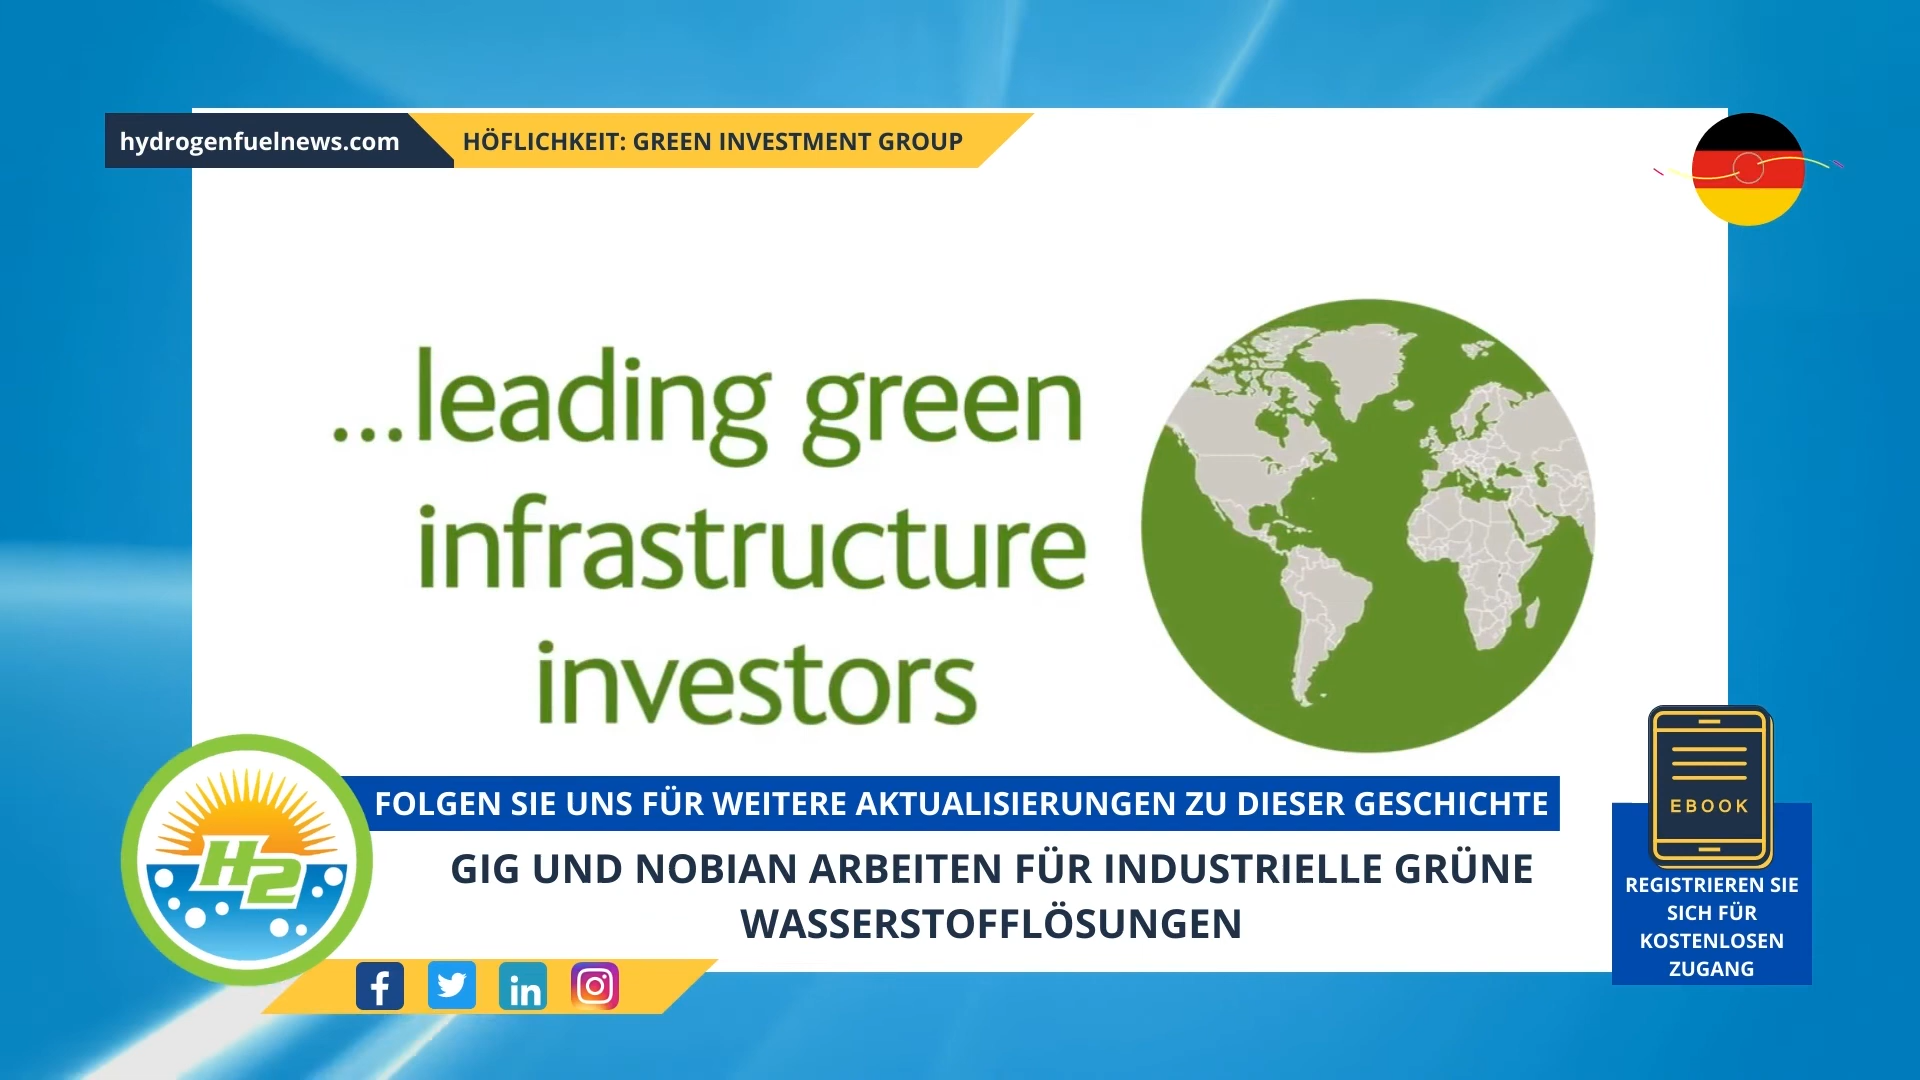 hydrogenfuelnews.com
HÖFLICHKEIT: GREEN INVESTMENT GROUP
...leading green
infrastructure
investors
FOLGEN SIE UNS FÜR WEITERE AKTUALISIERUNGEN ZU DIESER GESCHICHTE
GIG UND NOBIAN ARBEITEN FÜR INDUSTRIELLE GRÜNE
WASSERSTOFFLÖSUNGEN
H2
f
in
EBOOK
REGISTRIEREN SIE
SICH FÜR
KOSTENLOSEN
ZUGANG